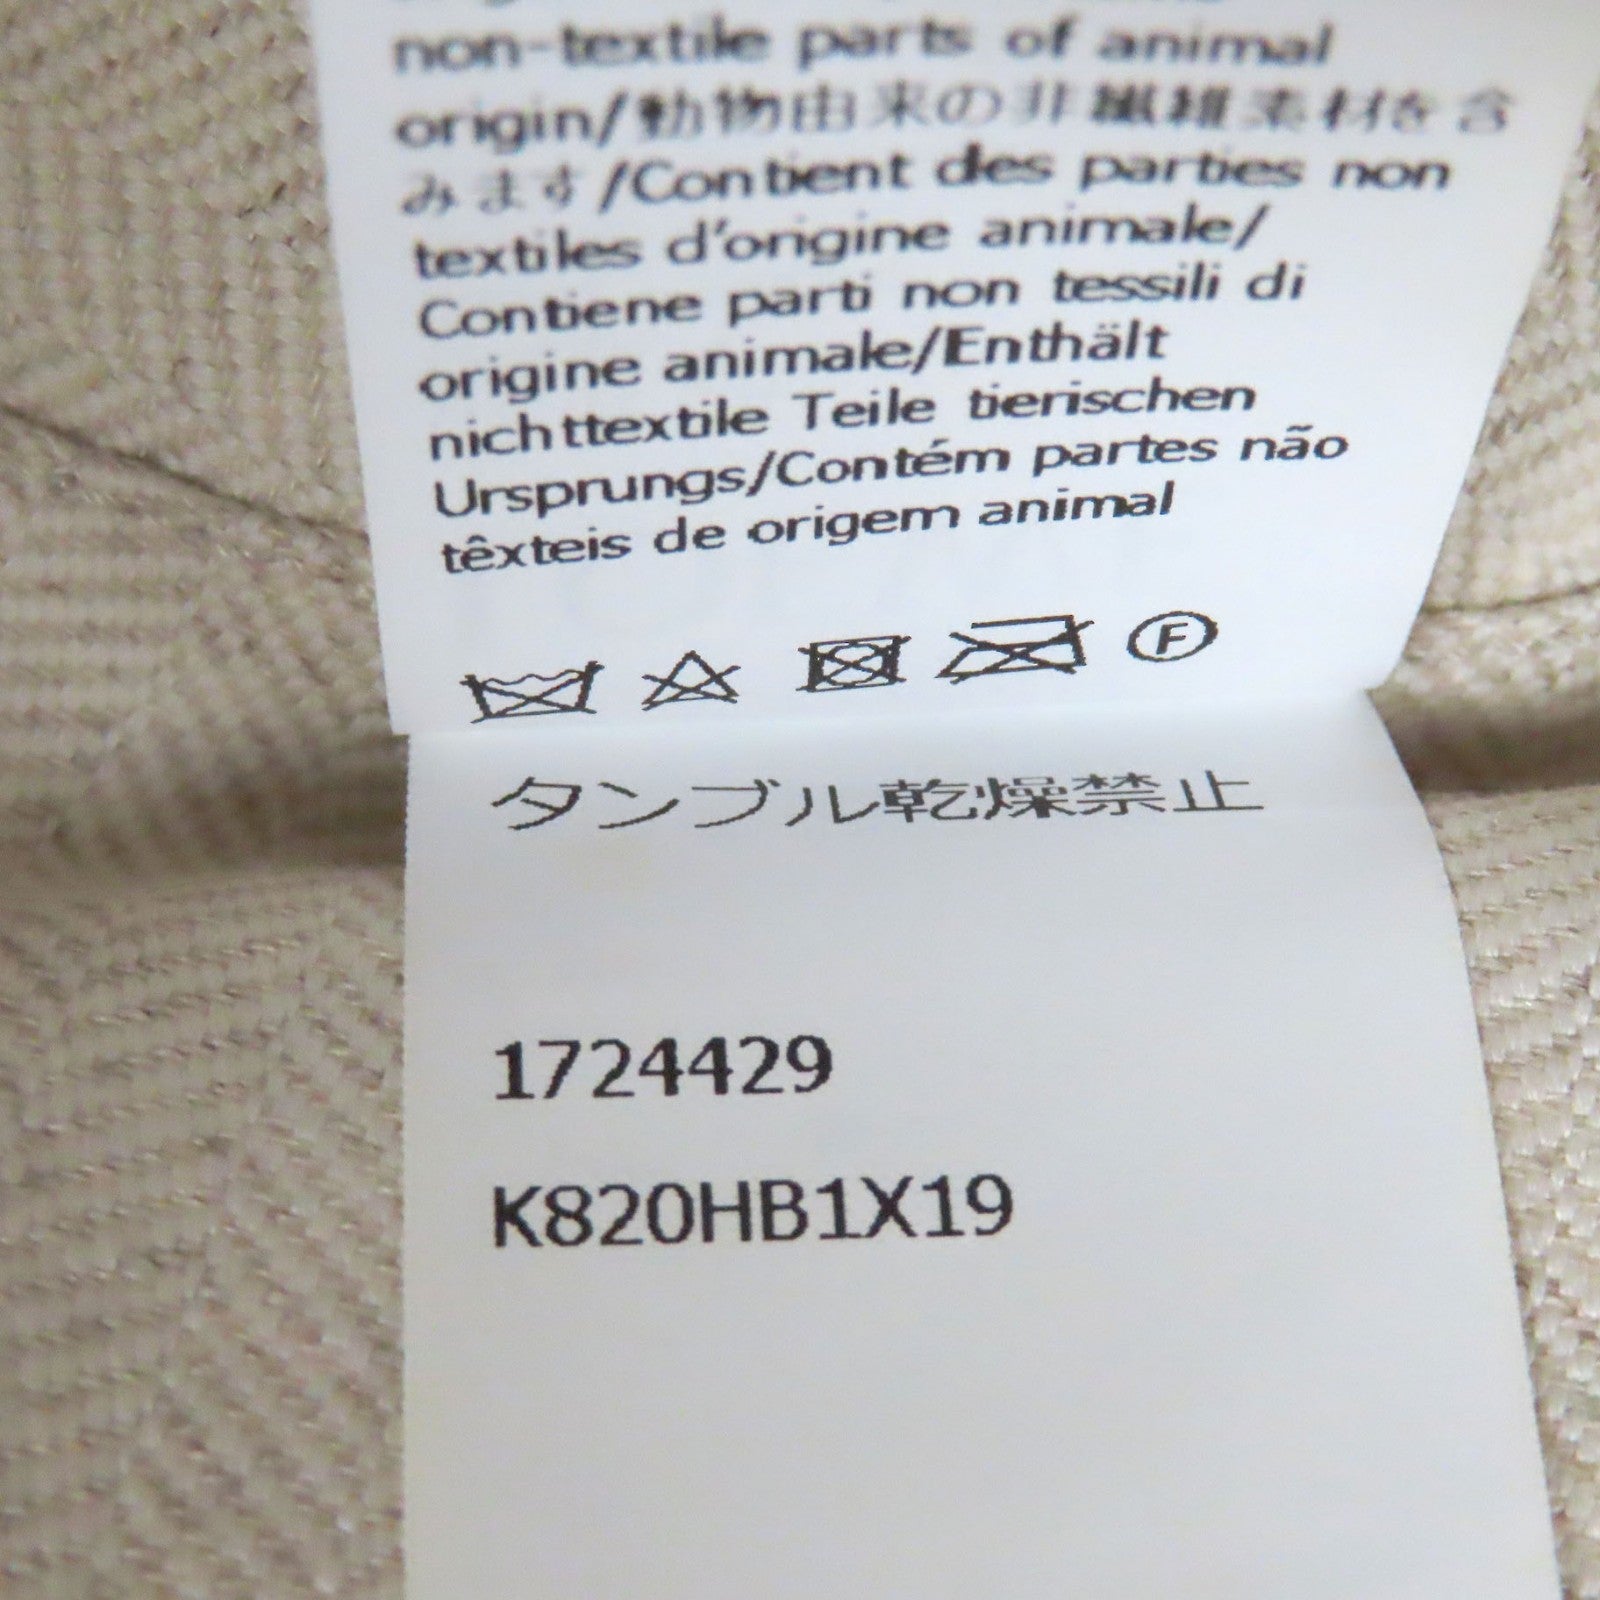 non-textile parts of animal
origin/動物由来の非繊維素材を含
みます/Contient des parties non
textiles d'origine animale/
Contiene parti non tessili di
origine animale/Enthält
nichttextile Teile tierischen
Ursprungs/Contém partes não
têxteis de origem animal
F
タンブル乾燥禁止
1724429
K820HB1X19